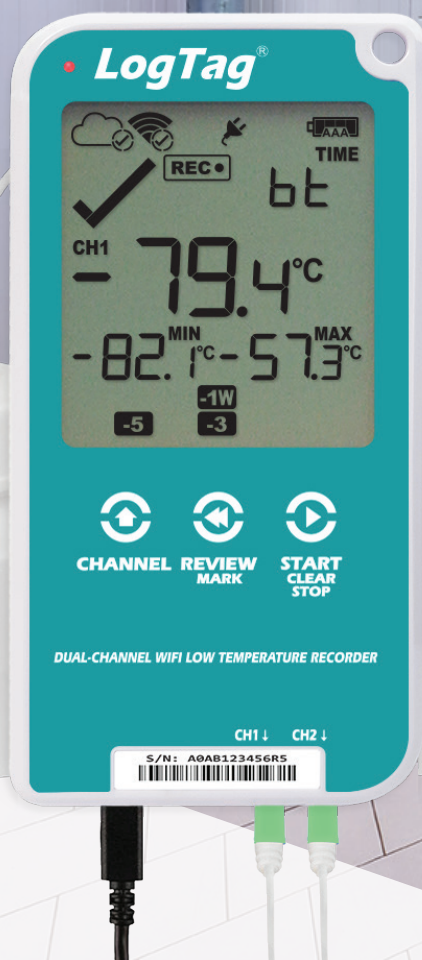 LogTag®
AAA
TIME
REC
bt
CH1
-79.4°C
MIN MAX
-82.1°C -57.3°C
-1W
-5 -3
CHANNEL REVIEW START
MARK CLEAR
STOP
DUAL-CHANNEL WIFI LOW TEMPERATURE RECORDER
CH1↓ CH2↓
S/N: A0AB123456R5